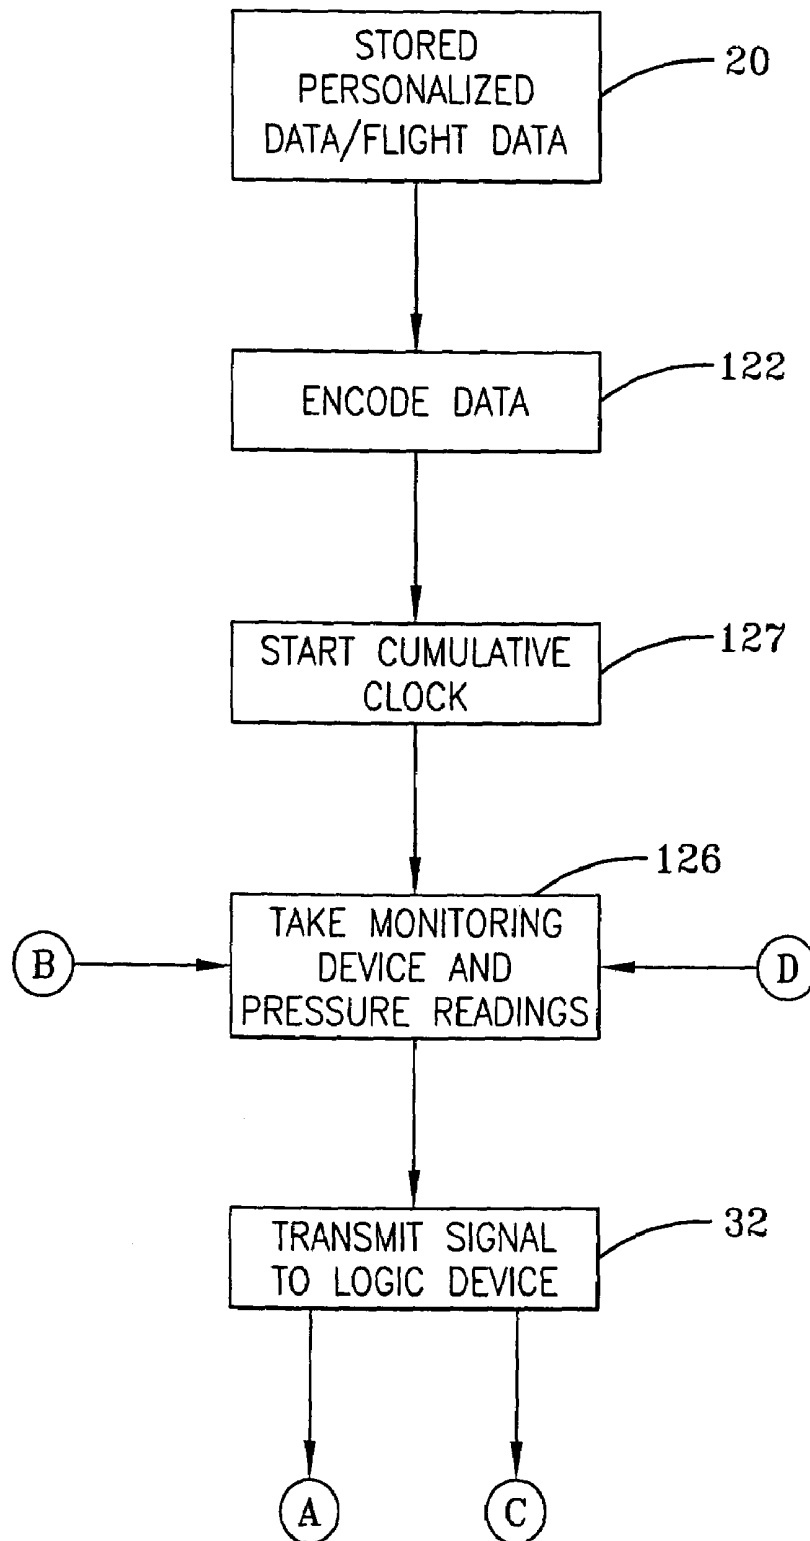 STORED
PERSONALIZED
DATA/FLIGHT DATA
20
ENCODE DATA
122
START CUMULATIVE
CLOCK
127
126
TAKE MONITORING
DEVICE AND
PRESSURE READINGS
B
D
TRANSMIT SIGNAL
TO LOGIC DEVICE
32
A
C